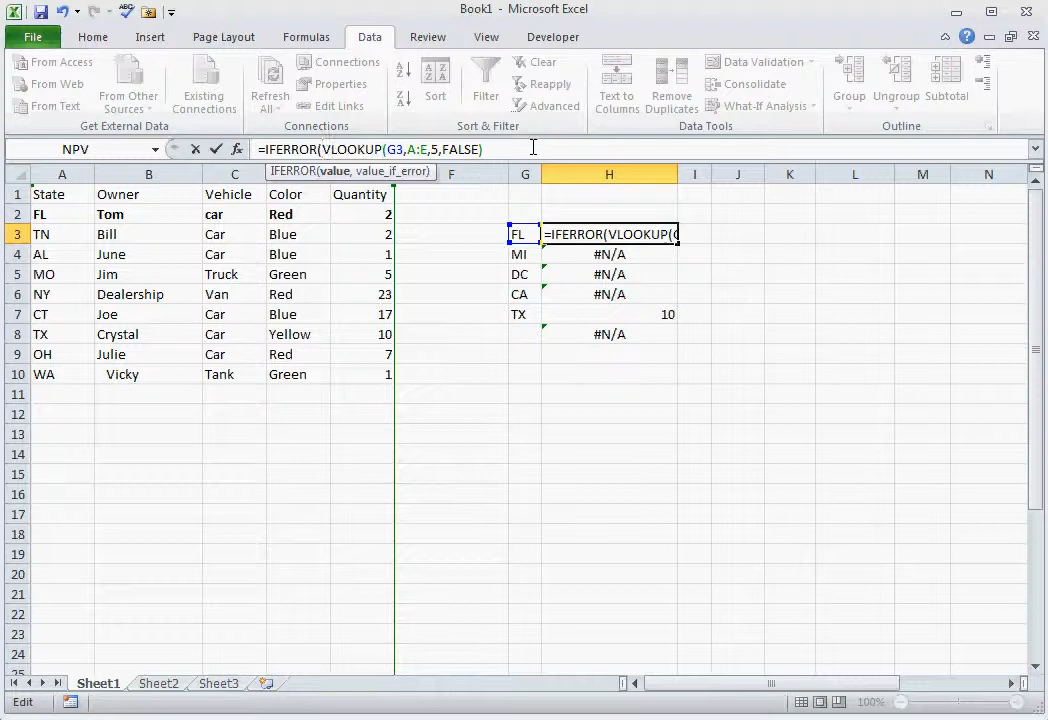 Book1 - Microsoft Excel
File Home Insert Page Layout Formulas Data Review View Developer
From Access
From Web
From Text
From Other Sources
Existing Connections
Get External Data
Refresh All
Connections
Properties
Edit Links
Connections
Sort
Filter
Clear
Reapply
Advanced
Sort & Filter
Text to Columns
Remove Duplicates
Data Validation
Consolidate
What-If Analysis
Data Tools
Group
Ungroup
Subtotal
Outline
NPV fx =IFERROR(VLOOKUP(G3,A:E,5,FALSE)
IFERROR(value, value_if_error)
A B C F G H I J K L M N
1 State Owner Vehicle Color Quantity
2 FL Tom car Red 2
3 TN Bill Car Blue 2 FL =IFERROR(VLOOKUP(
4 AL June Car Blue 1 MI #N/A
5 MO Jim Truck Green 5 DC #N/A
6 NY Dealership Van Red 23 CA #N/A
7 CT Joe Car Blue 17 TX 10
8 TX Crystal Car Yellow 10 #N/A
9 OH Julie Car Red 7
10 WA Vicky Tank Green 1
11
12
13
14
15
16
17
18
19
20
21
22
23
24
25
Sheet1 Sheet2 Sheet3
Edit 100%